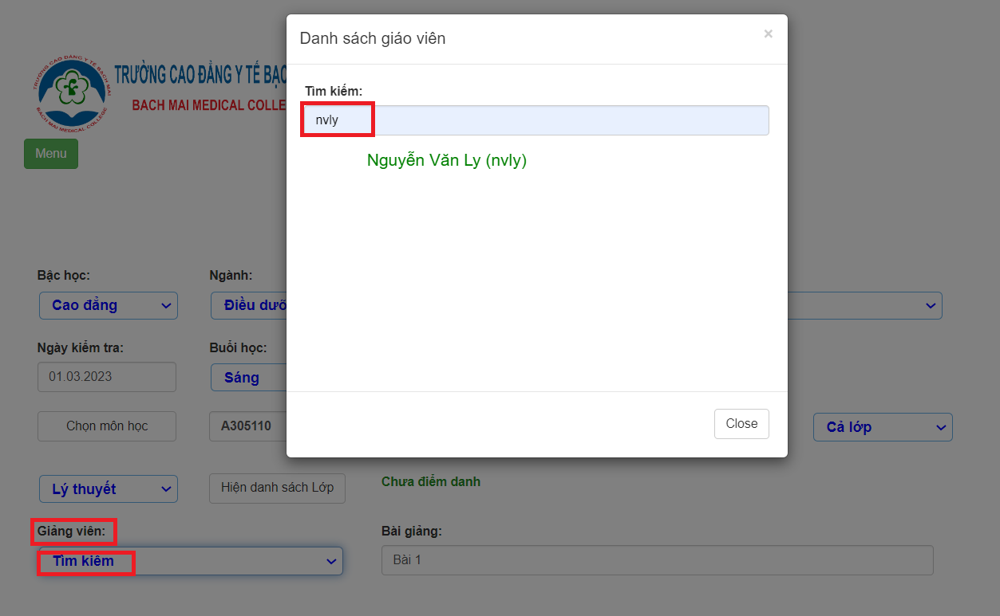 Danh sách giáo viên
×
Tìm kiếm:
nvly
Nguyễn Văn Ly (nvly)
Close
TRƯỜNG CAO ĐẲNG Y TẾ BẠC
BACH MAI MEDICAL COLLE
TRƯỜNG CAO ĐẲNG Y TẾ BẠCH MAI
BACH MAI MEDICAL COLLEGE
Menu
Bậc học:
Ngành:
Cao đẳng
Điều dưỡ
Ngày kiểm tra:
Buổi học:
01.03.2023
Sáng
Chọn môn học
A305110
Cả lớp
Lý thuyết
Hiện danh sách Lớp
Chưa điểm danh
Giảng viên:
Bài giảng:
Tìm kiếm
Bài 1